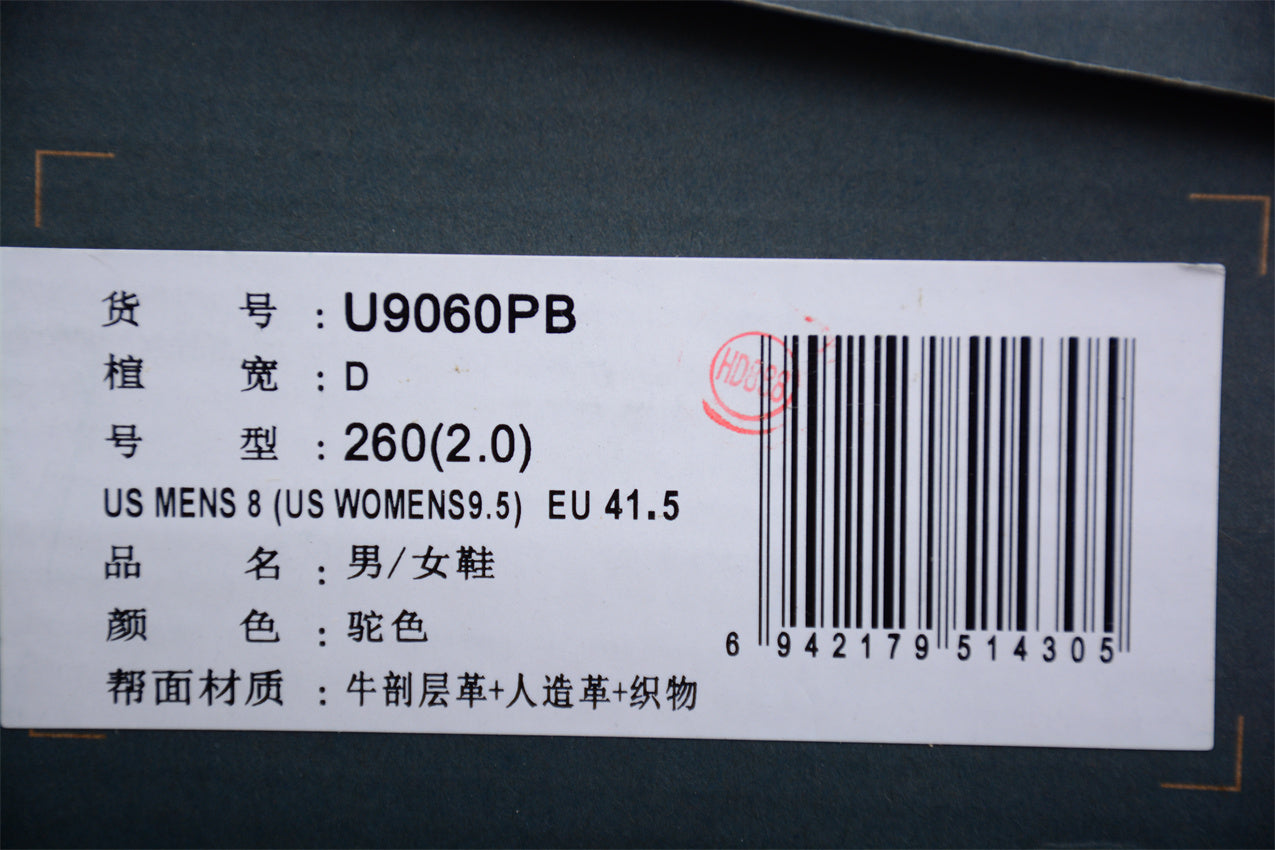 货号：U9060PB
楦宽：D
号型：260(2.0)
US MENS 8 (US WOMENS9.5) EU 41.5
品名：男/女鞋
颜色：驼色
帮面材质：牛剖层革+人造革+织物
HD888
6 942179 514305